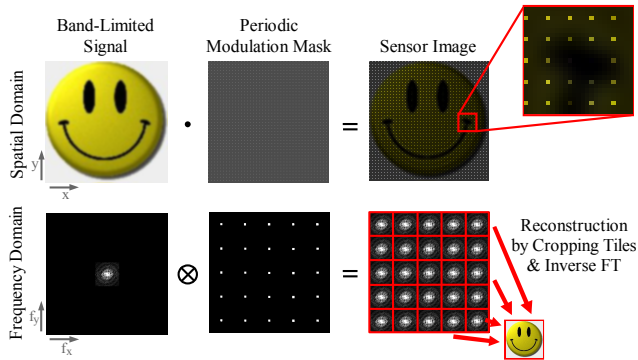 Band-Limited
Signal
Periodic
Modulation Mask
Sensor Image
Spatial Domain
y
x
·
=
Frequency Domain
fy
fx
⊗
=
Reconstruction
by Cropping Tiles
& Inverse FT